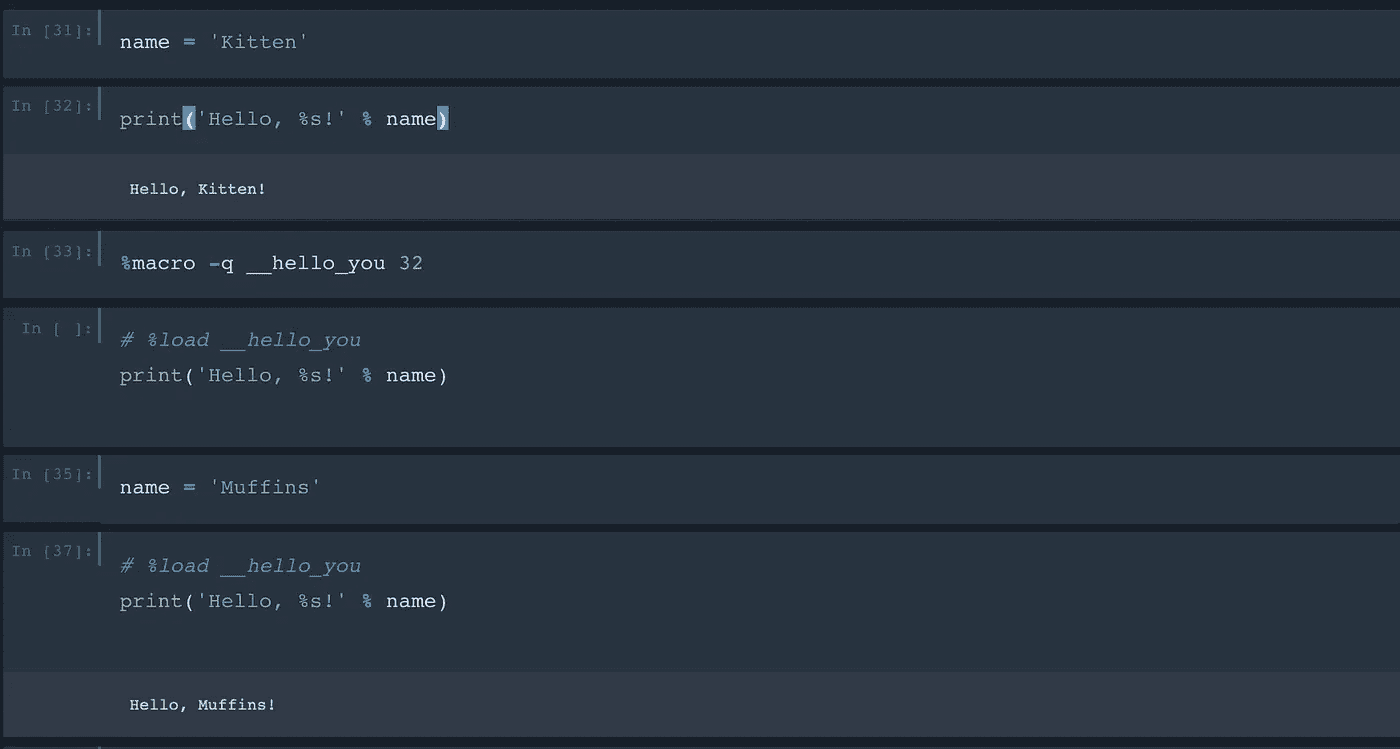 In [31]:
name = 'Kitten'
In [32]:
print('Hello, %s!' % name)
Hello, Kitten!
In [33]:
%macro -q __hello_you 32
In [ ]:
# %load __hello_you
print('Hello, %s!' % name)
In [35]:
name = 'Muffins'
In [37]:
# %load __hello_you
print('Hello, %s!' % name)
Hello, Muffins!